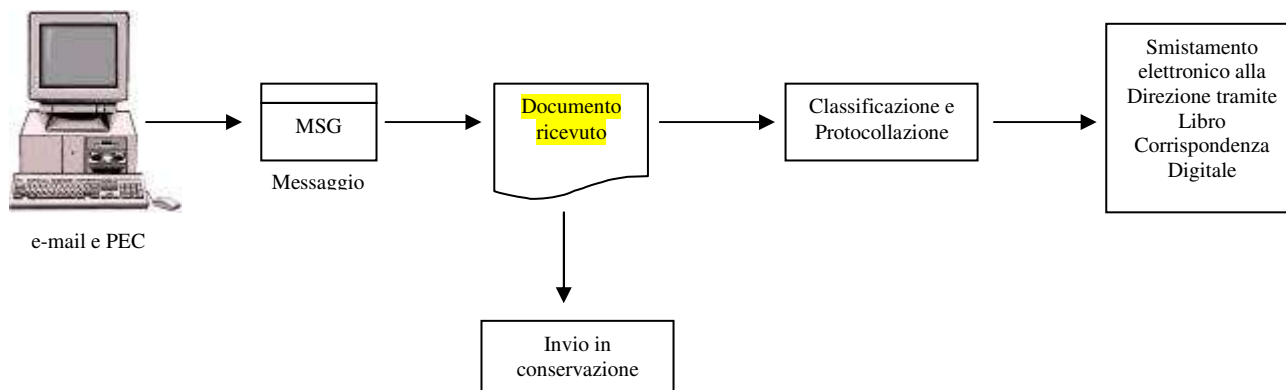 e-mail e PEC
MSG
Messaggio
Documento
ricevuto
Classificazione e
Protocollazione
Smistamento
elettronico alla
Direzione tramite
Libro
Corrispondenza
Digitale
Invio in
conservazione